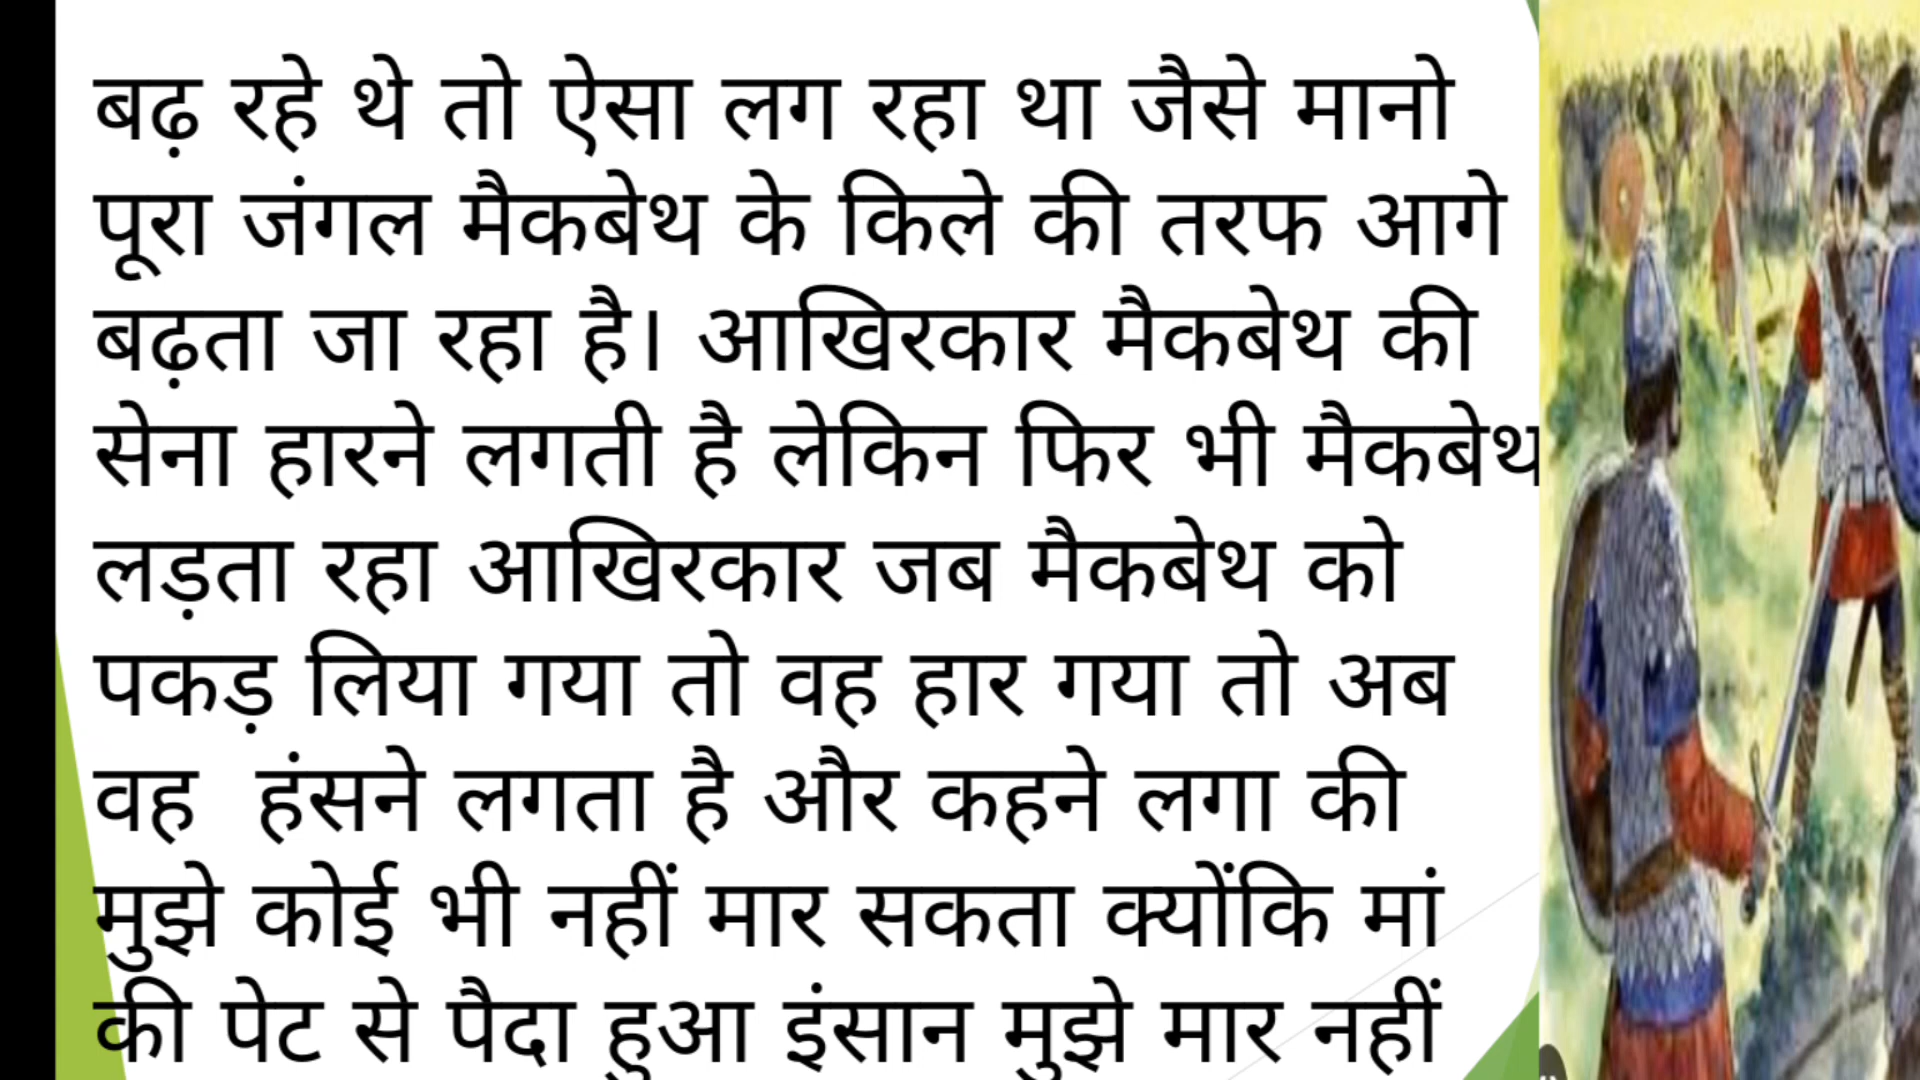 बढ़ रहे थे तो ऐसा लग रहा था जैसे मानो
पूरा जंगल मैकबेथ के किले की तरफ आगे
बढ़ता जा रहा है। आखिरकार मैकबेथ की
सेना हारने लगती है लेकिन फिर भी मैकबेथ
लड़ता रहा आखिरकार जब मैकबेथ को
पकड़ लिया गया तो वह हार गया तो अब
वह  हंसने लगता है और कहने लगा की
मुझे कोई भी नहीं मार सकता क्योंकि मां
की पेट से पैदा हुआ इंसान मुझे मार नहीं